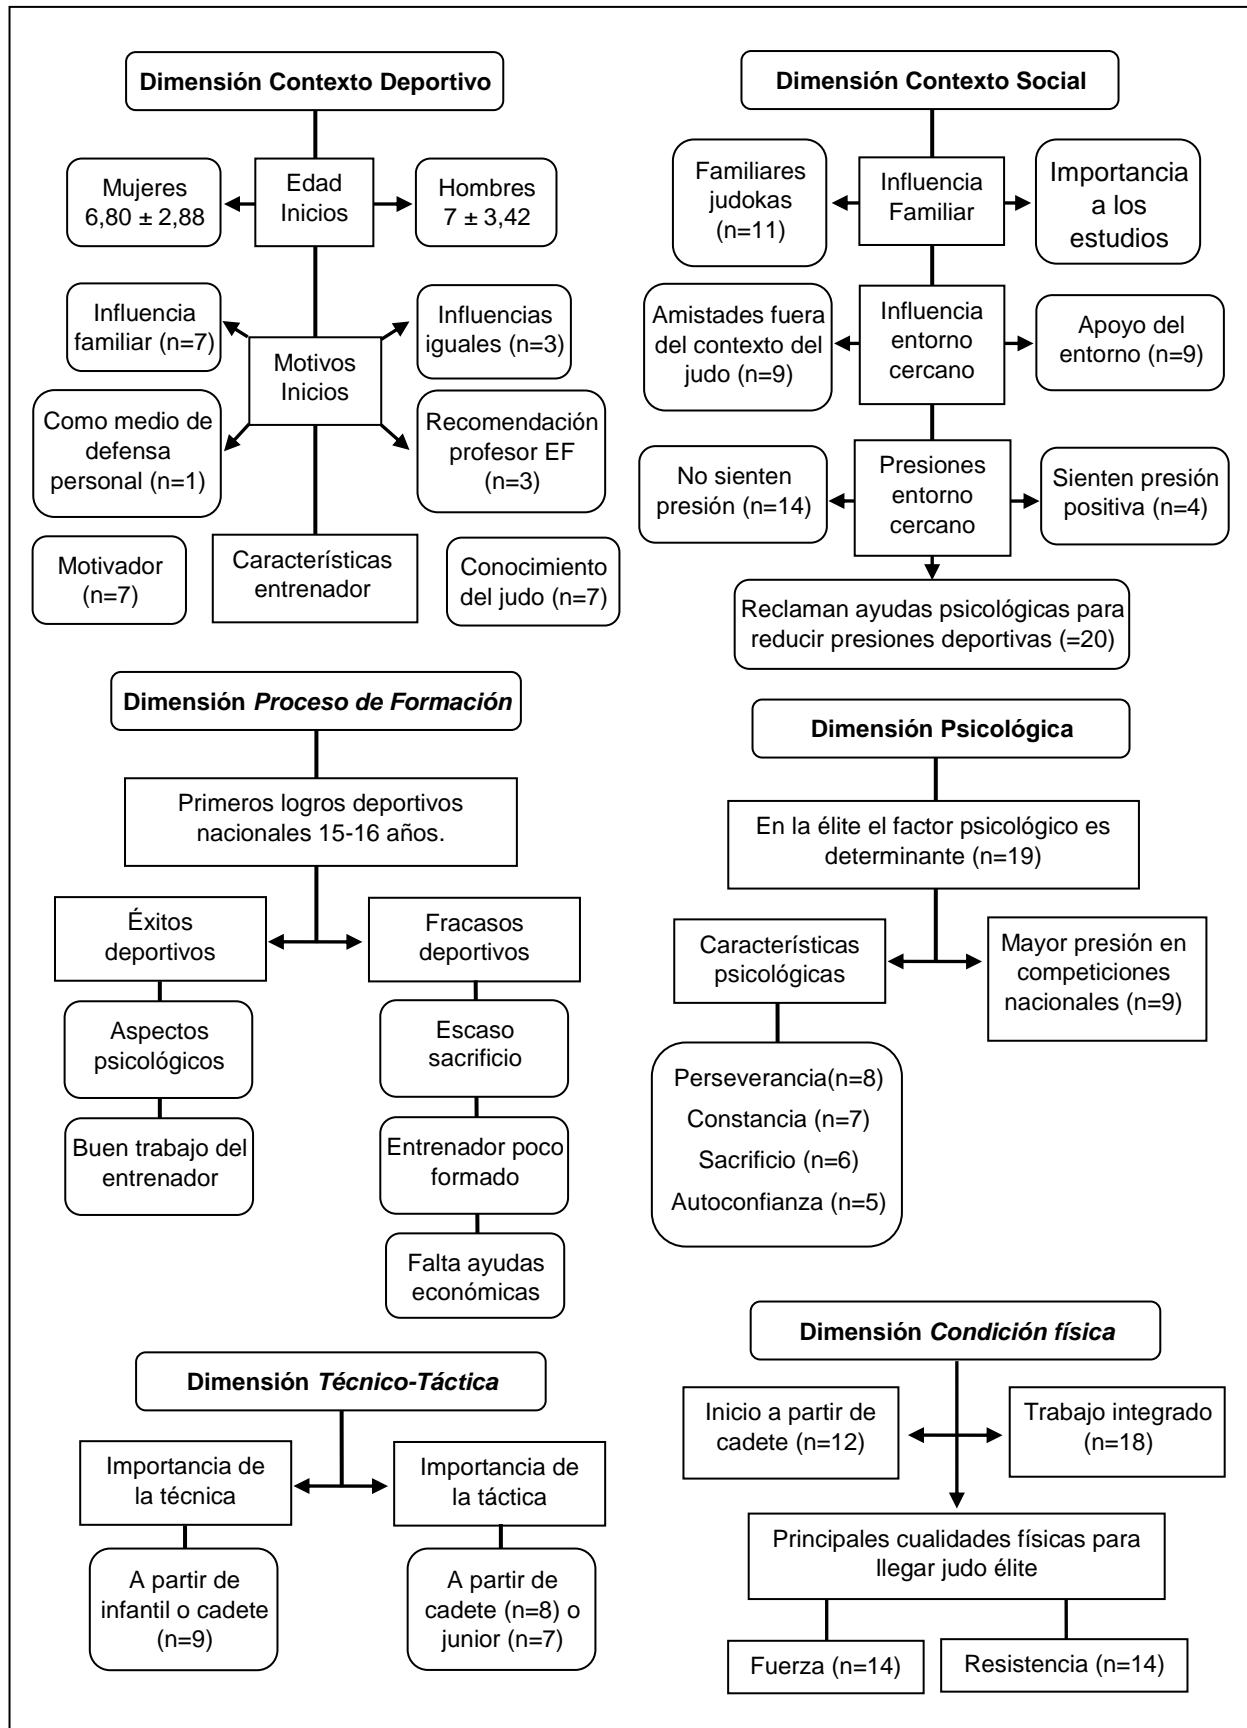 Dimensión Contexto Deportivo
Mujeres
6,80 ± 2,88
Edad
Inicios
Hombres
7 ± 3,42
Influencia
familiar (n=7)
Influencias
iguales (n=3)
Motivos
Inicios
Como medio de
defensa
personal (n=1)
Recomendación
profesor EF
(n=3)
Motivador
(n=7)
Características
entrenador
Conocimiento
del judo (n=7)
Dimensión Contexto Social
Familiares
judokas
(n=11)
Influencia
Familiar
Importancia
a los
estudios
Amistades fuera
del contexto del
judo (n=9)
Influencia
entorno
cercano
Apoyo del
entorno (n=9)
No sienten
presión (n=14)
Presiones
entorno
cercano
Sienten presión
positiva (n=4)
Reclaman ayudas psicológicas para
reducir presiones deportivas (=20)
Dimensión Proceso de Formación
Primeros logros deportivos
nacionales 15-16 años.
Éxitos
deportivos
Fracasos
deportivos
Aspectos
psicológicos
Escaso
sacrificio
Buen trabajo del
entrenador
Entrenador poco
formado
Falta ayudas
económicas
Dimensión Psicológica
En la élite el factor psicológico es
determinante (n=19)
Características
psicológicas
Mayor presión en
competiciones
nacionales (n=9)
Perseverancia(n=8)
Constancia (n=7)
Sacrificio (n=6)
Autoconfianza (n=5)
Dimensión Técnico-Táctica
Importancia de
la técnica
Importancia de
la táctica
A partir de
infantil o cadete
(n=9)
A partir de
cadete (n=8) o
junior (n=7)
Dimensión Condición física
Inicio a partir de
cadete (n=12)
Trabajo integrado
(n=18)
Principales cualidades físicas para
llegar judo élite
Fuerza (n=14)
Resistencia (n=14)